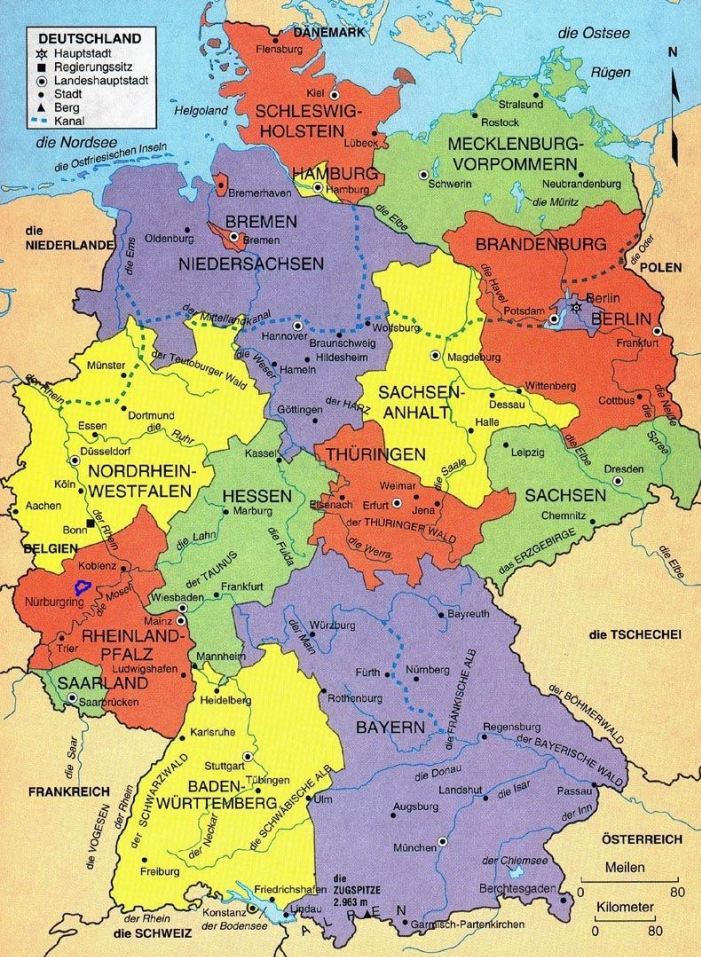 DEUTSCHLAND
Hauptstadt
Regierungssitz
Landeshauptstadt
Stadt
Berg
Kanal
DÄNEMARK
die Ostsee
Rügen
N
Flensburg
Kiel
Helgoland
SCHLESWIG-
HOLSTEIN
Lübeck
Stralsund
Rostock
MECKLENBURG-
VORPOMMERN
Schwerin
Neubrandenburg
die Müritz
die Nordsee
die Ostfriesischen Inseln
HAMBURG
Hamburg
die Elbe
Bremerhaven
BREMEN
Bremen
Oldenburg
NIEDERSACHSEN
die
NIEDERLANDE
die Ems
BRANDENBURG
die Oder
POLEN
die Havel
Potsdam
Berlin
BERLIN
Frankfurt
der Mittellandkanal
Wolfsburg
Hannover
Braunschweig
Hildesheim
Hameln
die Weser
der Teutoburger Wald
Münster
der Rhein
Magdeburg
SACHSEN-
ANHALT
Wittenberg
Dessau
Halle
Cottbus
die Neiße
die Spree
der HARZ
Göttingen
Dortmund
Essen
die Ruhr
Düsseldorf
NORDRHEIN-
WESTFALEN
Köln
Aachen
Bonn
der Rhein
BELGIEN
Kassel
HESSEN
Marburg
die Lahn
die Fulda
der TAUNUS
THÜRINGEN
Weimar
Eisenach
Erfurt
Jena
der THÜRINGER WALD
die Werra
die Saale
Leipzig
die Elbe
Dresden
SACHSEN
Chemnitz
das ERZGEBIRGE
die Elbe
Koblenz
Nürburgring
die Mosel
Wiesbaden
Frankfurt
Mainz
RHEINLAND-
PFALZ
Trier
Ludwigshafen
Mannheim
SAARLAND
Saarbrücken
die Saar
Heidelberg
der Main
Würzburg
Bayreuth
die TSCHECHEI
Fürth
Nürnberg
Rothenburg
die FRÄNKISCHE ALB
BAYERN
Regensburg
der BÖHMERWALD
der BAYERISCHE WALD
Karlsruhe
Stuttgart
Tübingen
BADEN-
WÜRTTEMBERG
der SCHWARZWALD
der Neckar
die SCHWÄBISCHE ALB
Ulm
die Donau
Landshut
die Isar
Passau
Augsburg
der Inn
München
FRANKREICH
der Rhein
die VOGESEN
Freiburg
ÖSTERREICH
der Chiemsee
Berchtesgaden
Meilen
0 80
Kilometer
0 80
Friedrichshafen
Konstanz
Lindau
der Bodensee
der Rhein
die SCHWEIZ
die
ZUGSPITZE
2.963 m
ALPEN
Garmisch-Partenkirchen